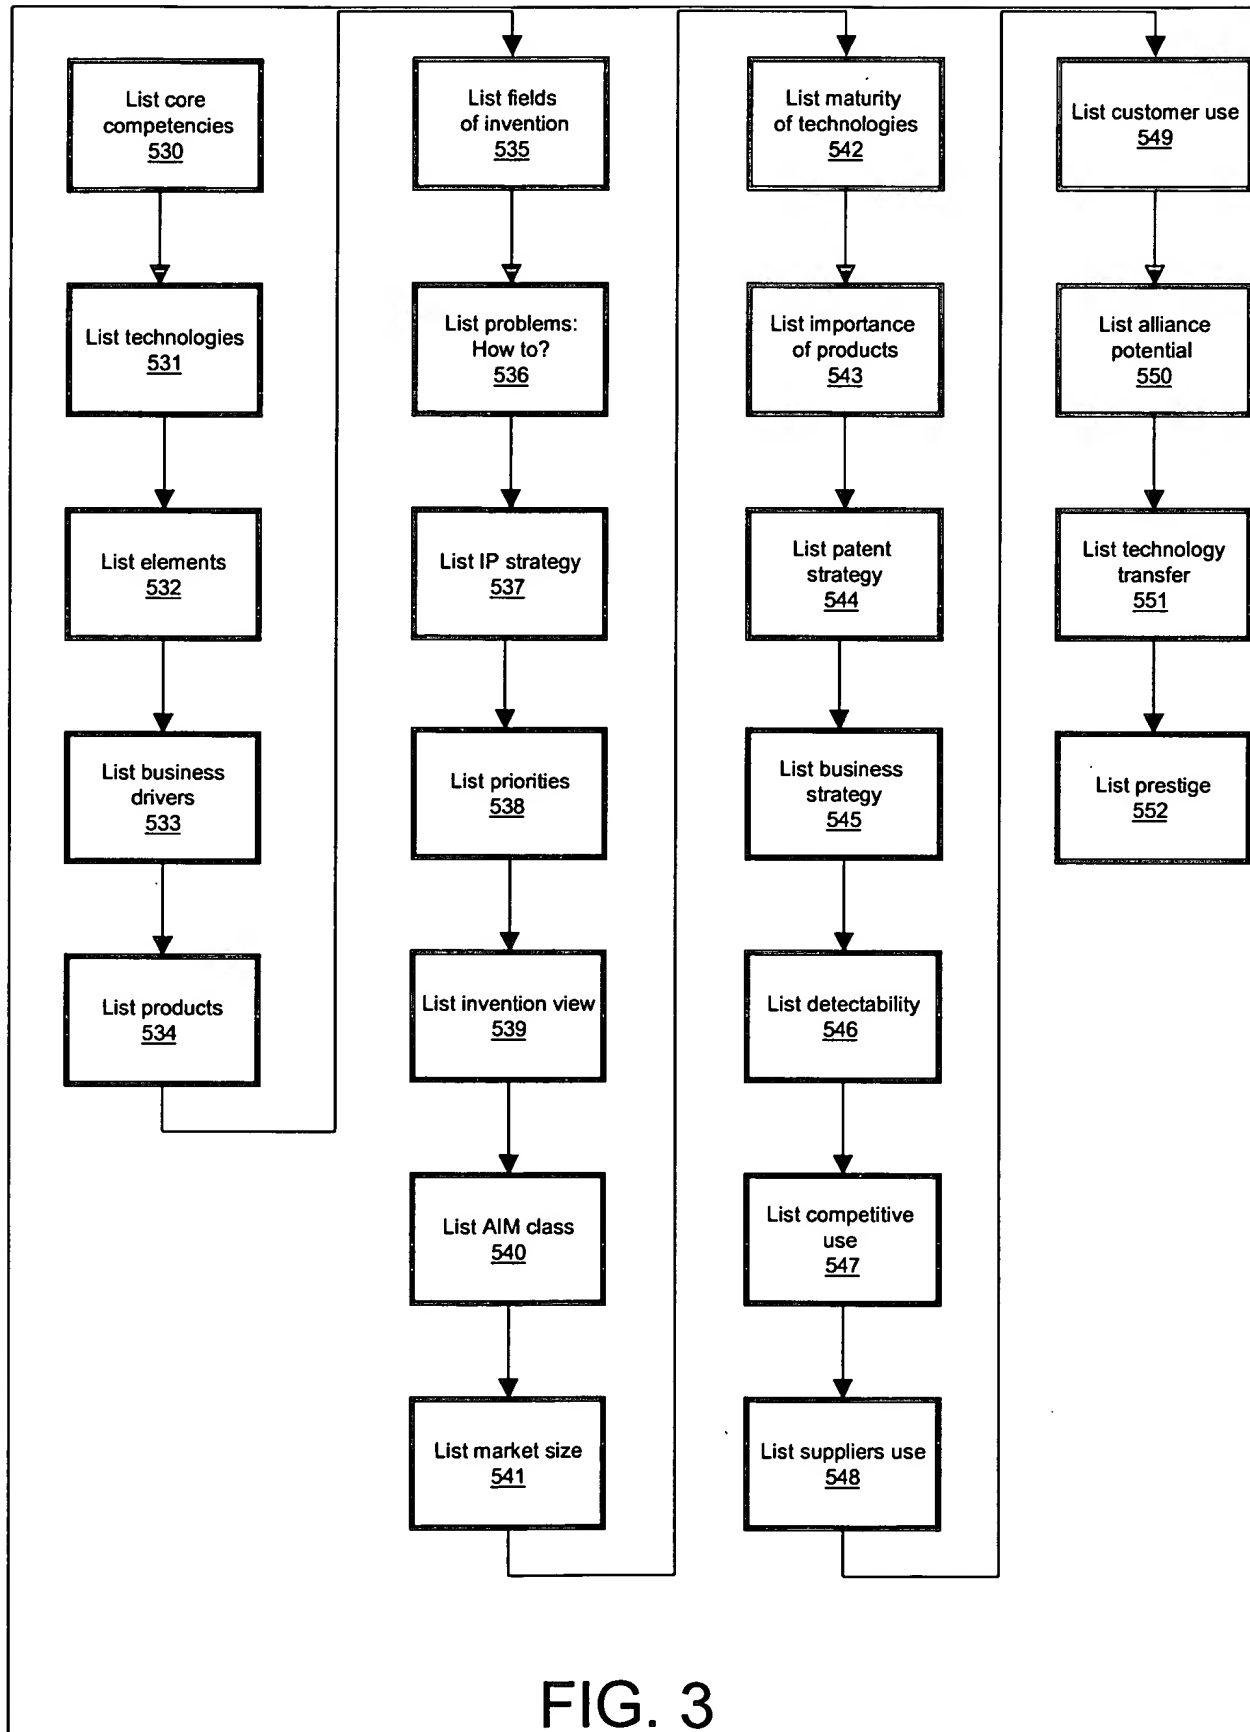 List core
competencies
530
List technologies
531
List elements
532
List business
drivers
533
List products
534
List fields
of invention
535
List problems:
How to?
536
List IP strategy
537
List priorities
538
List invention view
539
List AIM class
540
List market size
541
List maturity
of technologies
542
List importance
of products
543
List patent
strategy
544
List business
strategy
545
List detectability
546
List competitive
use
547
List suppliers use
548
List customer use
549
List alliance
potential
550
List technology
transfer
551
List prestige
552
FIG. 3